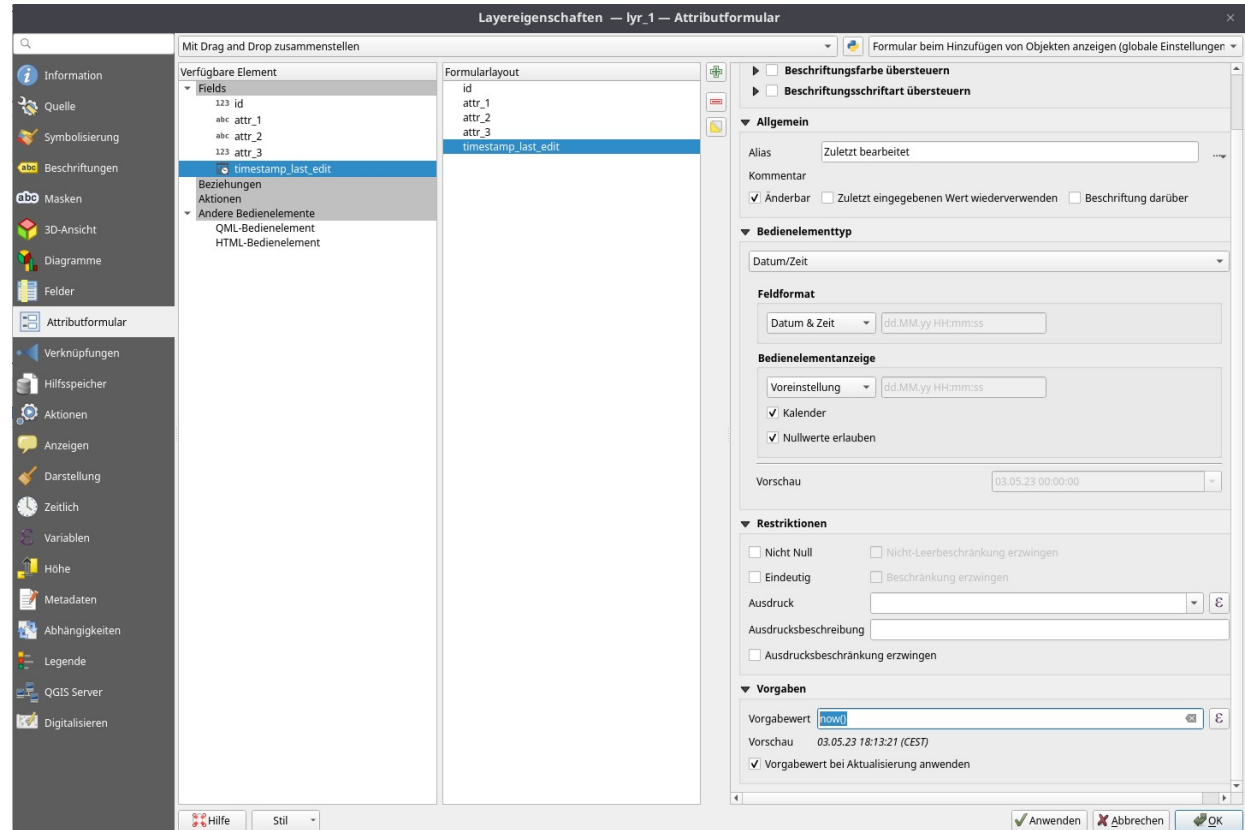 Layereigenschaften — lyr_1 — Attributformular
Mit Drag and Drop zusammenstellen
Formular beim Hinzufügen von Objekten anzeigen (globale Einstellungen
Information
Quelle
Symbolisierung
Beschriftungen
Masken
3D-Ansicht
Diagramme
Felder
Attributformular
Verknüpfungen
Hilfsspeicher
Aktionen
Anzeigen
Darstellung
Zeitlich
Variablen
Höhe
Metadaten
Abhängigkeiten
Legende
QGIS Server
Digitalisieren
Verfügbare Element
Fields
123 id
abc attr_1
abc attr_2
123 attr_3
timestamp_last_edit
Beziehungen
Aktionen
Andere Bedienelemente
QML-Bedienelement
HTML-Bedienelement
Formularlayout
id
attr_1
attr_2
attr_3
timestamp_last_edit
Beschriftungsfarbe übersteuern
Beschriftungsschriftart übersteuern
Allgemein
Alias Zuletzt bearbeitet
Kommentar
Änderbar Zuletzt eingegebenen Wert wiederverwenden Beschriftung darüber
Bedienelementtyp
Datum/Zeit
Feldformat
Datum & Zeit dd.MM.yy HH:mm:ss
Bedienelementanzeige
Voreinstellung dd.MM.yy HH:mm:ss
Kalender
Nullwerte erlauben
Vorschau 03.05.23 00:00:00
Restriktionen
Nicht Null Nicht-Leerbeschränkung erzwingen
Eindeutig Beschränkung erzwingen
Ausdruck ε
Ausdrucksbeschreibung
Ausdrucksbeschränkung erzwingen
Vorgaben
Vorgabewert now() ε
Vorschau 03.05.23 18:13:21 (CEST)
Vorgabewert bei Aktualisierung anwenden
Hilfe Stil Anwenden Abbrechen OK